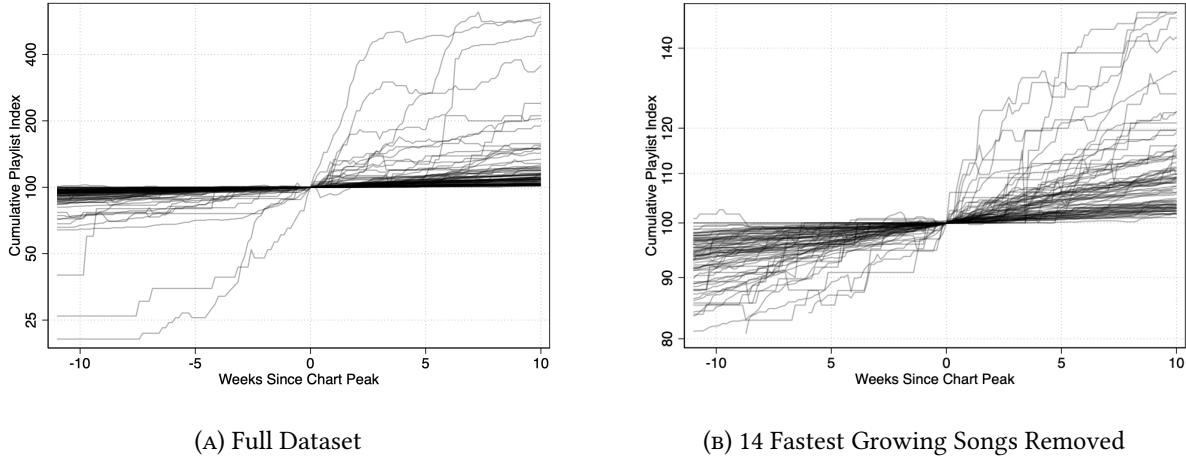 Cumulative Playlist Index
400
200
100
50
25
-10 -5 0 5 10
Weeks Since Chart Peak
(A) Full Dataset
Cumulative Playlist Index
140
120
110
100
90
80
-10 5 0 5 10
Weeks Since Chart Peak
(B) 14 Fastest Growing Songs Removed